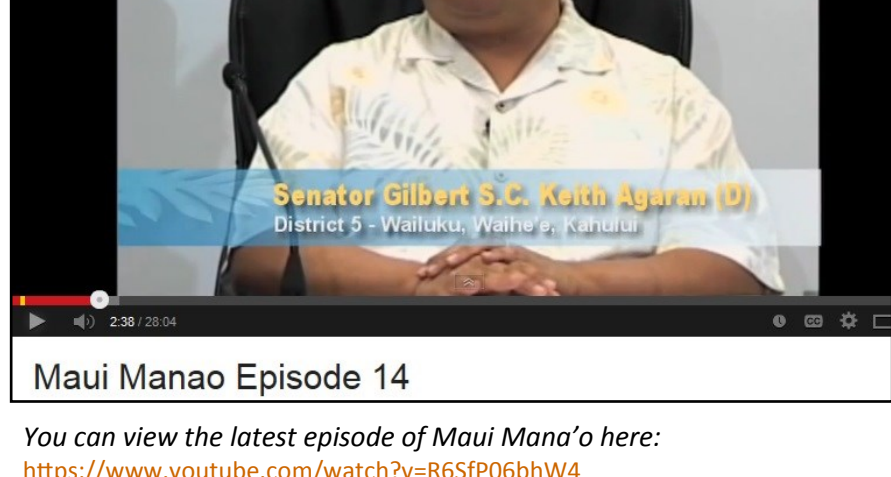 Senator Gilbert S.C. Keith Agaran (D)
District 5 - Wailuku, Waihe'e, Kahului
2:38 / 28:04
CC
Maui Manao Episode 14
You can view the latest episode of Maui Mana’o here:
https://www.youtube.com/watch?v=R6SfP06bhW4